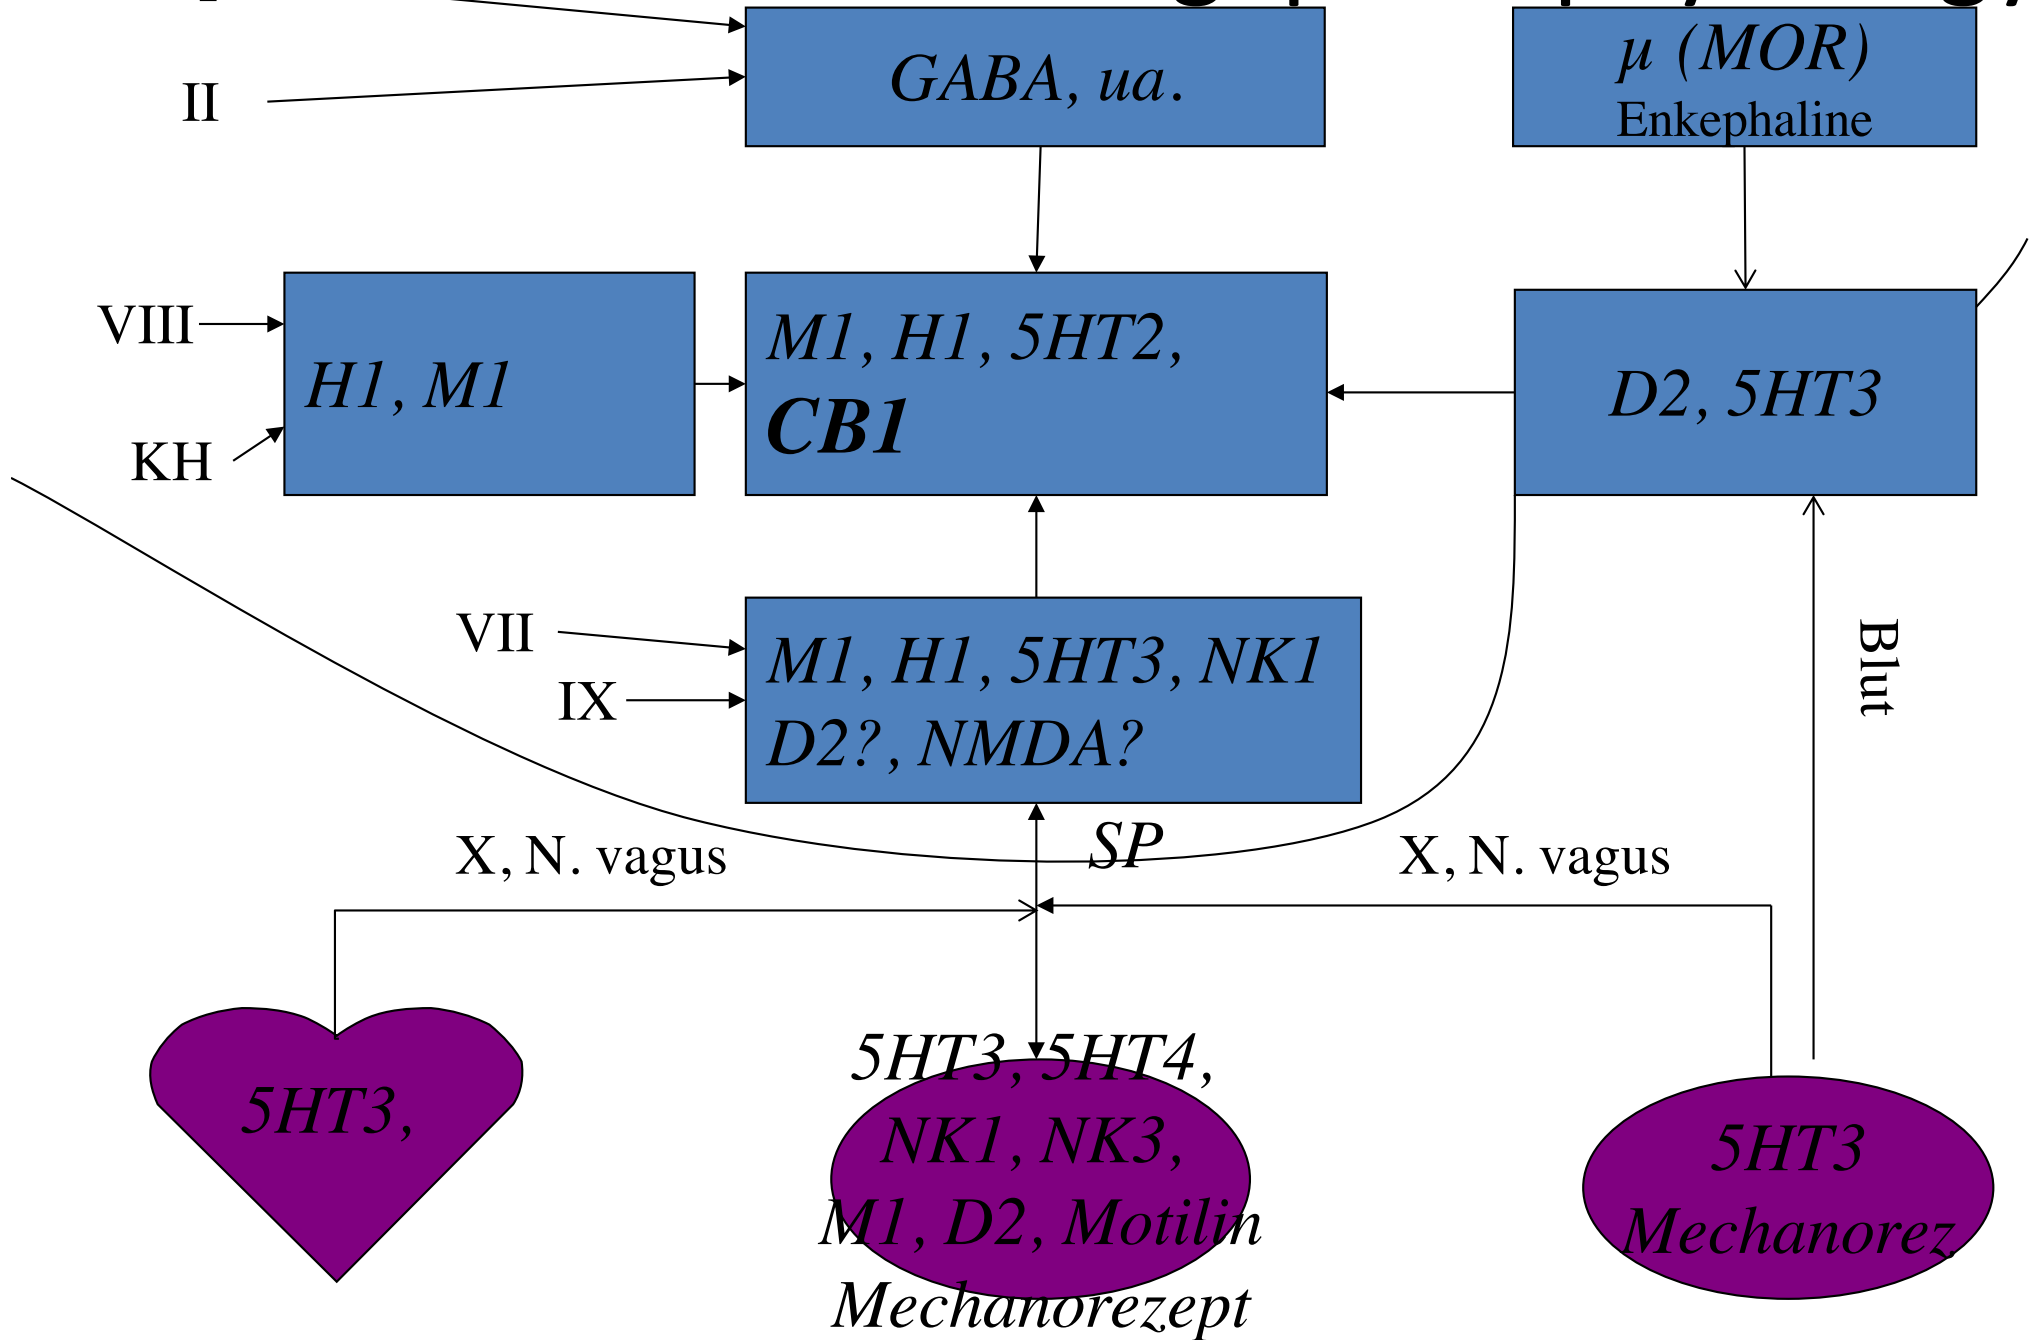 GABA, ua.
µ (MOR)
Enkephaline
II
VIII
KH
H1, M1
M1, H1, 5HT2,
CB1
D2, 5HT3
VII
IX
M1, H1, 5HT3, NK1
D2?, NMDA?
Blut
SP
X, N. vagus
X, N. vagus
5HT3,
5HT3, 5HT4,
NK1, NK3,
M1, D2, Motilin
Mechanorezept
5HT3
Mechanorez